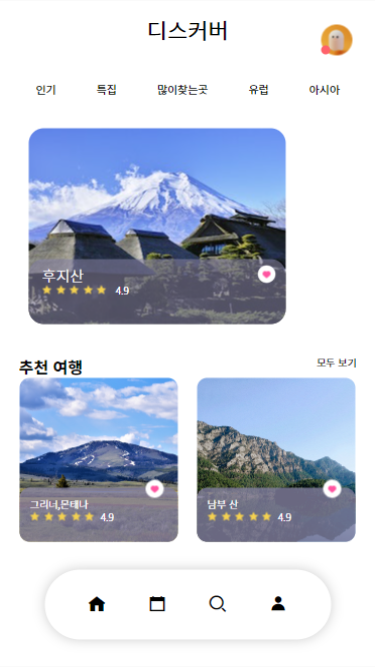 디스커버
인기 특집 많이찾는곳 유럽 아시아
후지산
4.9
추천 여행 모두 보기
그리너,몬테나
4.9
남부 산
4.9